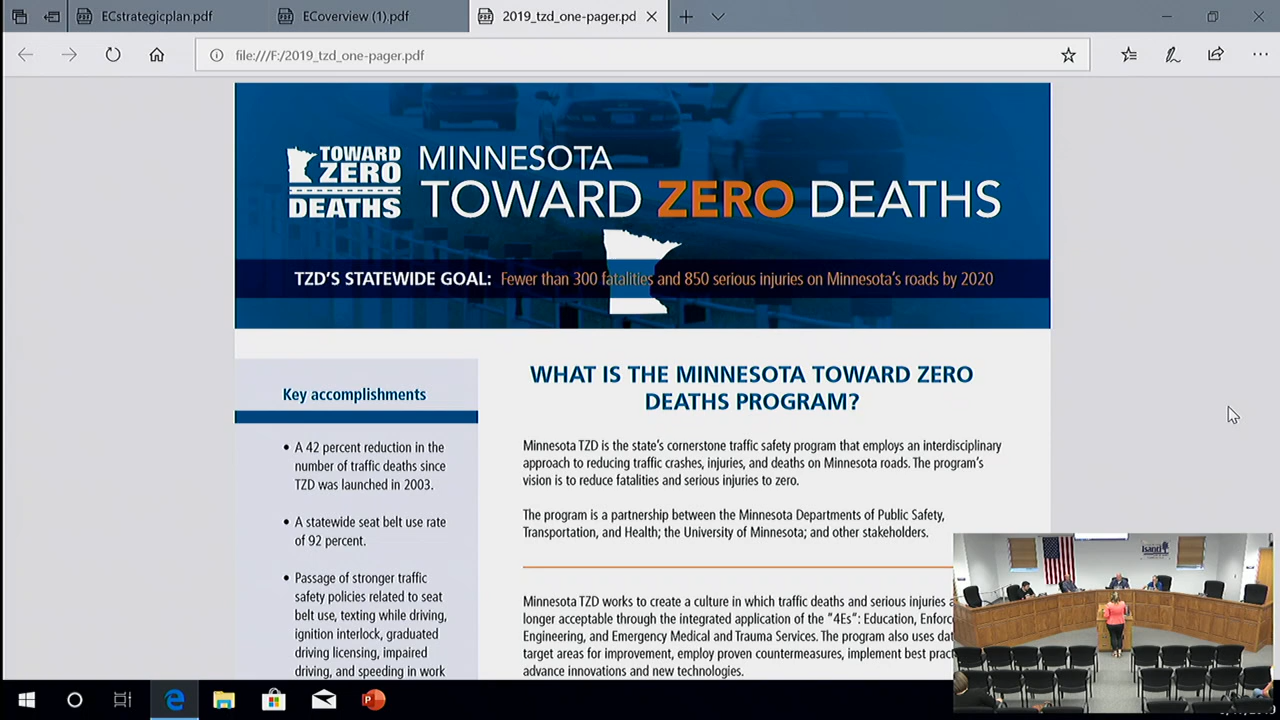 ECstrategicplan.pdf
ECoverview (1).pdf
2019_tzd_one-pager.pd
file:///F:/2019_tzd_one-pager.pdf
TOWARD
ZERO
DEATHS
MINNESOTA
TOWARD ZERO DEATHS
TZD'S STATEWIDE GOAL: Fewer than 300 fatalities and 850 serious injuries on Minnesota's roads by 2020
Key accomplishments
• A 42 percent reduction in the
number of traffic deaths since
TZD was launched in 2003.
• A statewide seat belt use rate
of 92 percent.
• Passage of stronger traffic
safety policies related to seat
belt use, texting while driving,
ignition interlock, graduated
driving licensing, impaired
driving, and speeding in work
WHAT IS THE MINNESOTA TOWARD ZERO
DEATHS PROGRAM?
Minnesota TZD is the state's cornerstone traffic safety program that employs an interdisciplinary
approach to reducing traffic crashes, injuries, and deaths on Minnesota roads. The program's
vision is to reduce fatalities and serious injuries to zero.
The program is a partnership between the Minnesota Departments of Public Safety,
Transportation, and Health; the University of Minnesota; and other stakeholders.
Minnesota TZD works to create a culture in which traffic deaths and serious injuries a
longer acceptable through the integrated application of the "4Es": Education, Enforc
Engineering, and Emergency Medical and Trauma Services. The program also uses dat
target areas for improvement, employ proven countermeasures, implement best pract
advance innovations and new technologies.
Isanti